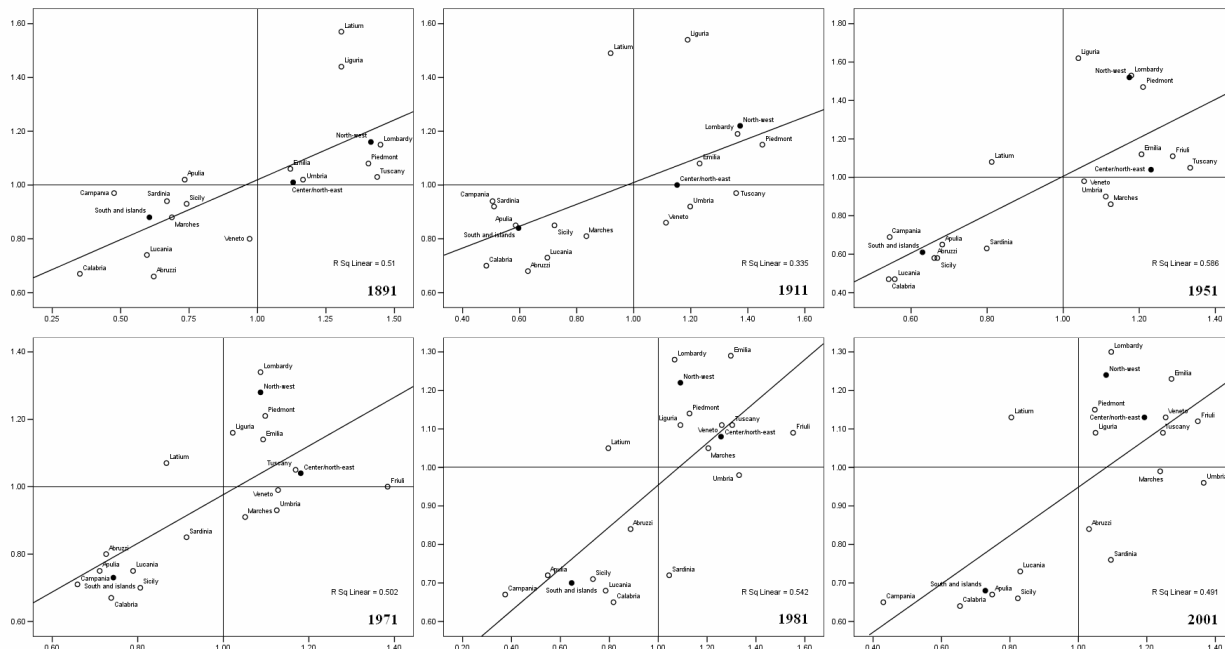 1.60
Latium
1.40
Liguria
1.20
North-west
Lombardy
Emilia
Piedmont
Apulia
Umbria
Tuscany
1.00
Campania
Sardinia
Sicily
Center/north-east
South and islands
Marches
0.80
Veneto
Lucania
Calabria
Abruzzi
R Sq Linear = 0.51
0.60
1891
0.25
0.50
0.75
1.00
1.25
1.50
1.60
Liguria
Latium
1.40
1.20
North-west
Lombardy
Piedmont
Emilia
1.00
Center/north-east
Campania
Sardinia
Tuscany
Apulia
Umbria
South and islands
Sicily
Marches
Veneto
0.80
Lucania
Calabria
Abruzzi
R Sq Linear = 0.335
0.60
1911
0.40
0.60
0.80
1.00
1.20
1.40
1.60
1.80
Liguria
1.60
North-west
Lombardy
Piedmont
1.40
1.20
Latium
Emilia
Friuli
Tuscany
Center/north-east
1.00
Veneto
Umbria
Marches
0.80
Campania
South and islands
Apulia
Sardinia
Abruzzi
Sicily
0.60
R Sq Linear = 0.586
Lucania
Calabria
0.40
1951
0.60
0.80
1.00
1.20
1.40
1.40
Lombardy
North-west
1.20
Piedmont
Liguria
Emilia
Latium
Tuscany
Center/north-east
1.00
Veneto
Friuli
Umbria
Marches
Sardinia
0.80
Abruzzi
Apulia
Lucania
Campania
South and islands
Sicily
Calabria
R Sq Linear = 0.502
0.60
1971
0.60
0.80
1.00
1.20
1.40
1.30
Lombardy
Emilia
North-west
1.20
Piedmont
Liguria
Tuscany
1.10
Veneto
Center/north-east
Friuli
Latium
Marches
1.00
Umbria
0.90
Abruzzi
0.80
Apulia
Sicily
Sardinia
0.70
Campania
South and islands
Lucania
Calabria
R Sq Linear = 0.542
0.60
1981
0.40
0.60
0.80
1.00
1.20
1.40
1.60
1.30
Lombardy
North-west
Emilia
1.20
Piedmont
Latium
Center/north-east
Veneto
Liguria
Tuscany
Friuli
1.10
1.00
Marches
Umbria
0.90
Abruzzi
0.80
Sardinia
Lucania
0.70
South and islands
Apulia
Sicily
Campania
Calabria
R Sq Linear = 0.491
0.60
2001
0.40
0.60
0.80
1.00
1.20
1.40